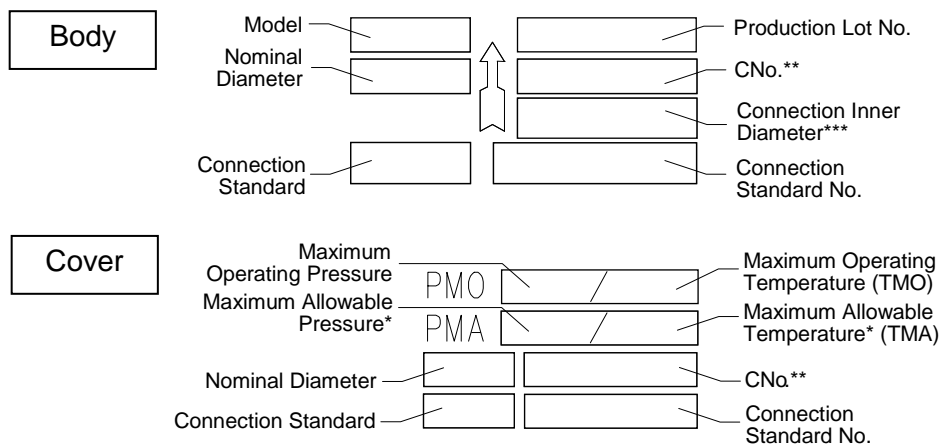 Body
Model
Production Lot No.
Nominal
Diameter
CNo.**
Connection Inner
Diameter***
Connection
Standard
Connection
Standard No.
Cover
Maximum
Operating Pressure
PMO
/
Maximum Operating
Temperature (TMO)
Maximum Allowable
Pressure*
PMA
/
Maximum Allowable
Temperature* (TMA)
Nominal Diameter
CNo.**
Connection Standard
Connection
Standard No.